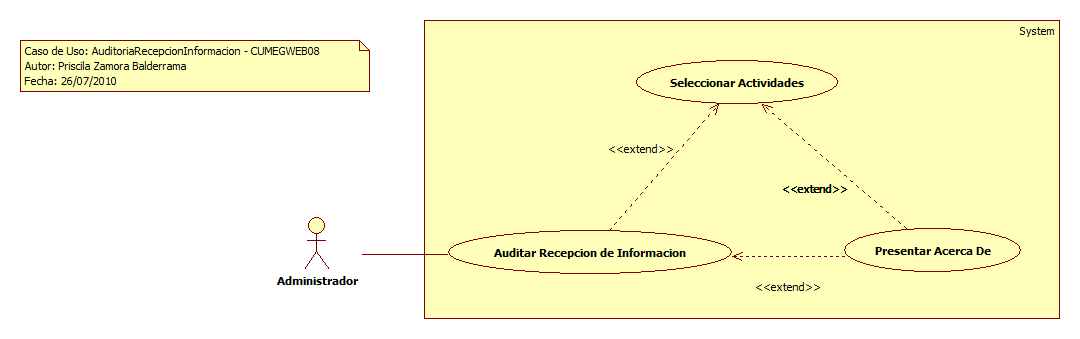 Caso de Uso: AuditoriaRecepcionInformacion - CUMEGWEB08
Autor: Priscila Zamora Balderrama
Fecha: 26/07/2010
System
Seleccionar Actividades
<<extend>>
<<extend>>
Auditar Recepcion de Informacion
Presentar Acerca De
<<extend>>
Administrador